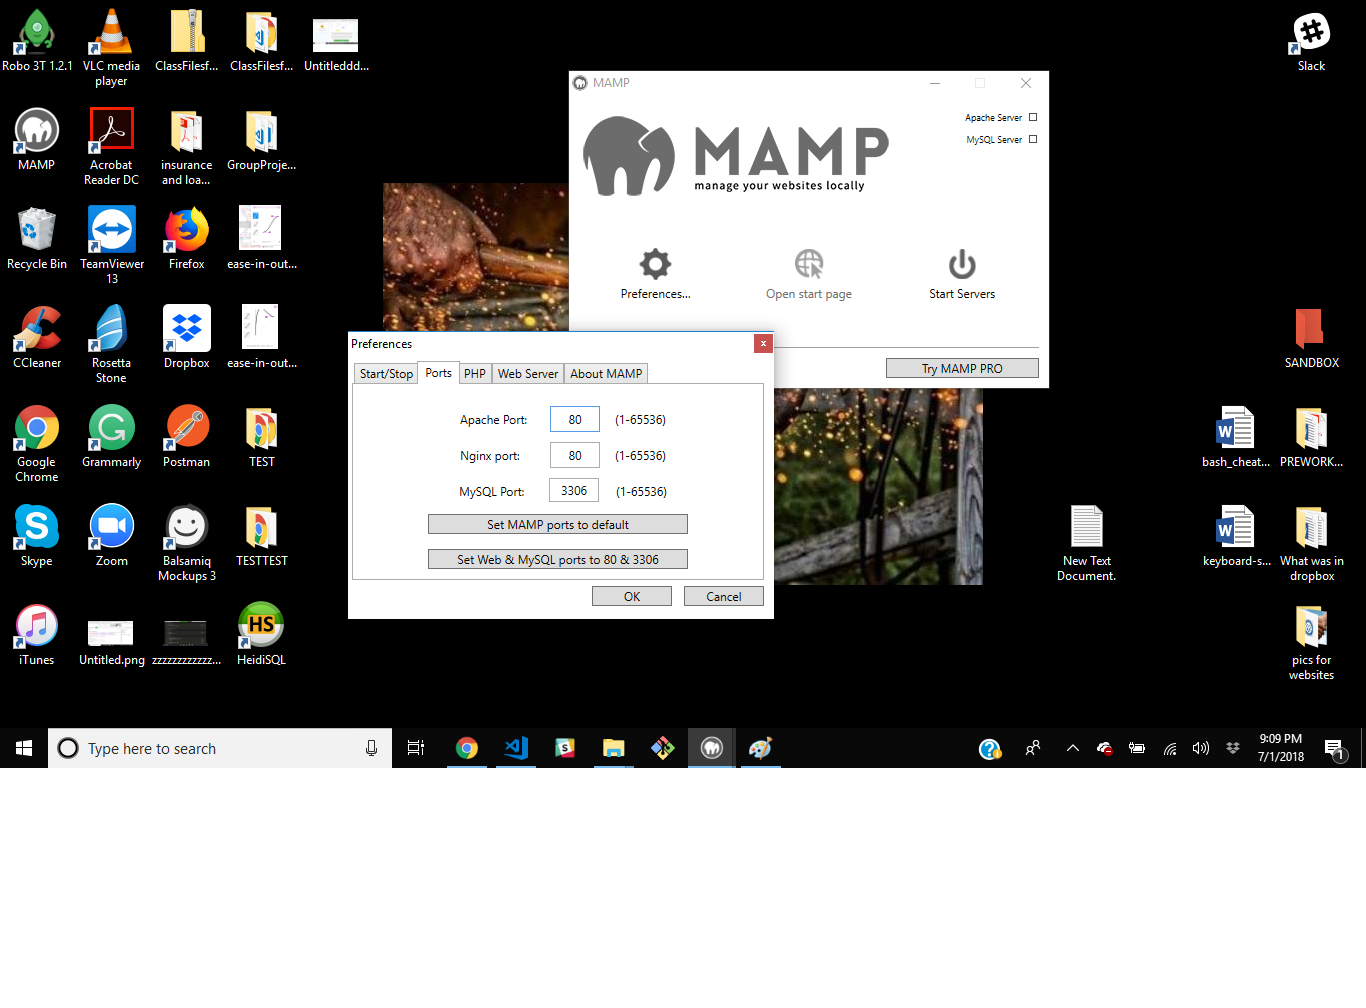 Robo 3T 1.2.1
VLC media
player
ClassFilesf...
ClassFilesf...
Untitleddd...
Slack
MAMP
Acrobat
Reader DC
insurance
and loa...
GroupProje...
Recycle Bin
TeamViewer
13
Firefox
ease-in-out...
CCleaner
Rosetta
Stone
Dropbox
ease-in-out...
Google
Chrome
Grammarly
Postman
TEST
Skype
Zoom
Balsamiq
Mockups 3
TESTTEST
iTunes
Untitled.png
zzzzzzzzzzzz...
HS
HeidiSQL
MAMP
Apache Server
MySQL Server
MAMP
manage your websites locally
Preferences...
Open start page
Start Servers
Try MAMP PRO
Preferences
x
Start/Stop
Ports
PHP
Web Server
About MAMP
Apache Port:
80
(1-65536)
Nginx port:
80
(1-65536)
MySQL Port:
3306
(1-65536)
Set MAMP ports to default
Set Web & MySQL ports to 80 & 3306
OK
Cancel
SANDBOX
bash_cheat...
PREWORK...
New Text
Document.
keyboard-s...
What was in
dropbox
pics for
websites
Type here to search
9:09 PM
7/1/2018
1